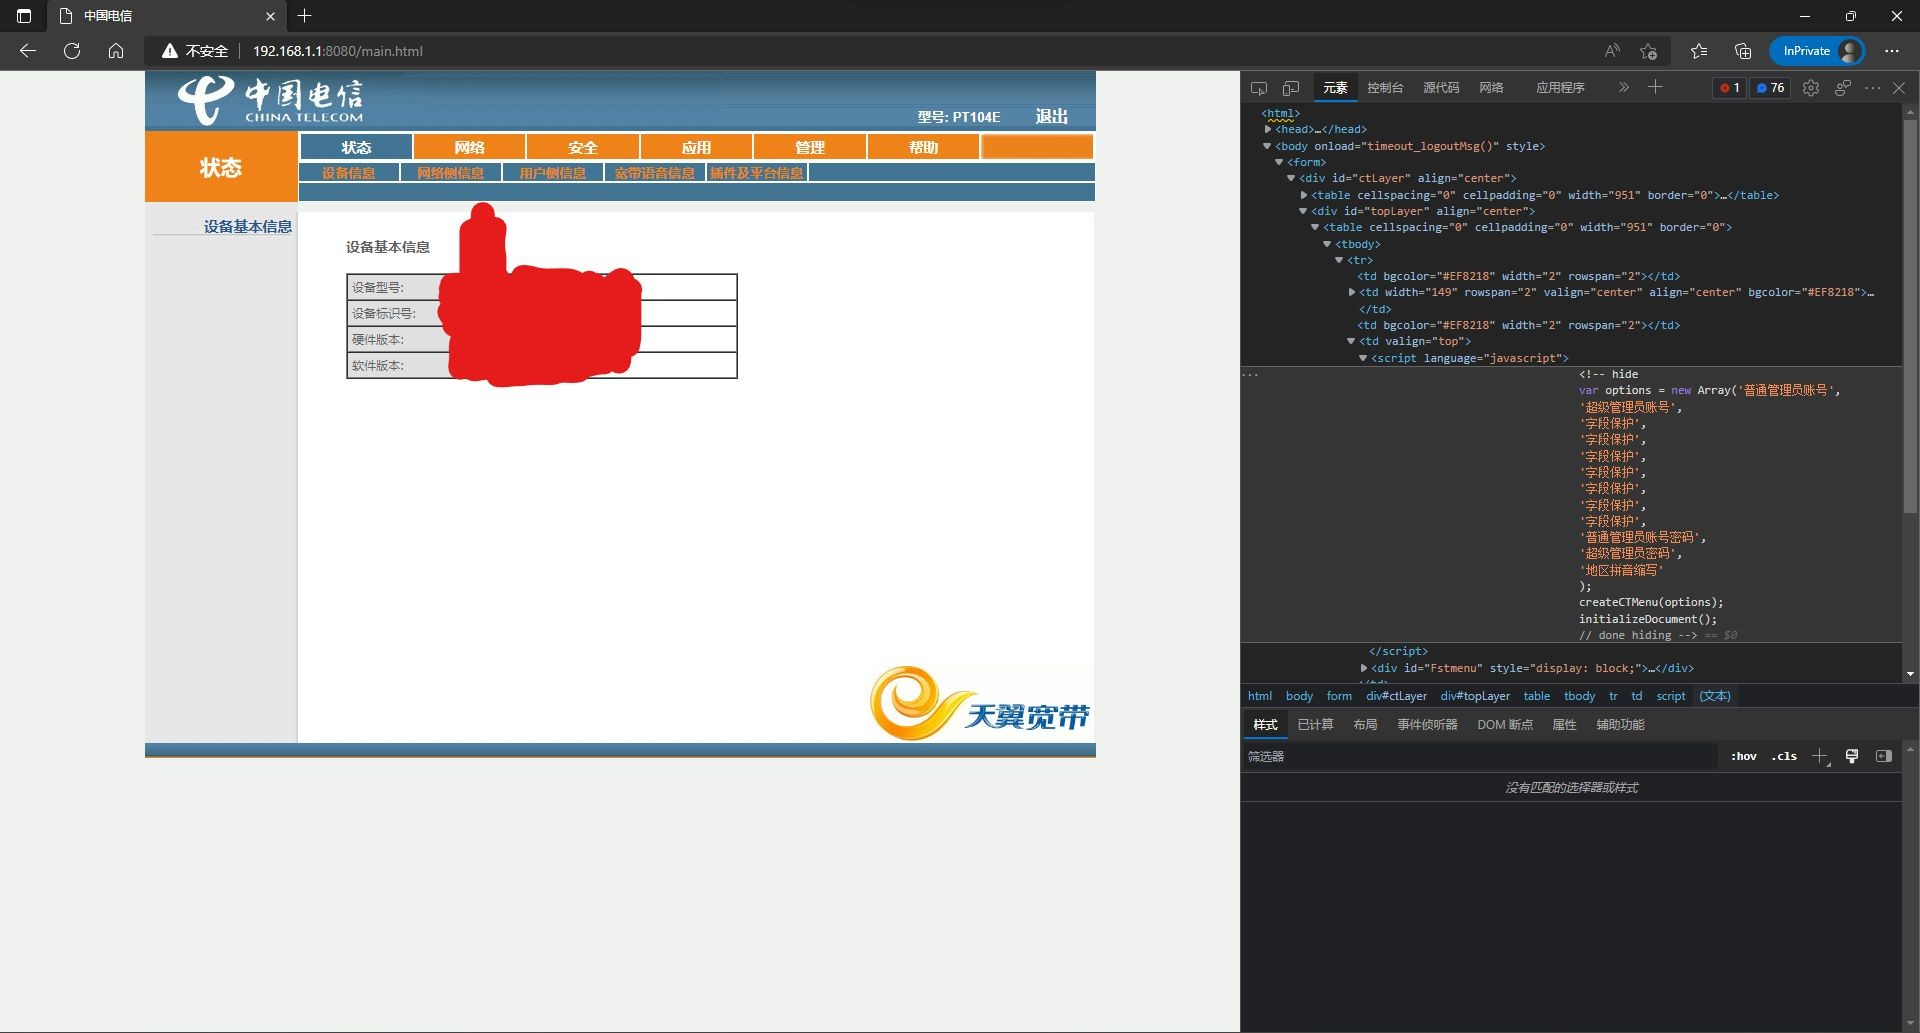 中国电信
不安全
192.168.1.1:8080/main.html
InPrivate
中国电信
CHINA TELECOM
型号: PT104E
退出
状态
状态
网络
安全
应用
管理
帮助
设备信息
网络侧信息
用户侧信息
宽带语音信息
插件及平台信息
设备基本信息
设备基本信息
设备型号:
设备标识号:
硬件版本:
软件版本:
天翼宽带
元素
控制台
源代码
网络
应用程序
1
76
<html>
<head>…</head>
<body onload="timeout_logoutMsg()" style>
<form>
<div id="ctLayer" align="center">
<table cellspacing="0" cellpadding="0" width="951" border="0">…</table>
<div id="topLayer" align="center">
<table cellspacing="0" cellpadding="0" width="951" border="0">
<tbody>
<tr>
<td bgcolor="#EF8218" width="2" rowspan="2"></td>
<td width="149" rowspan="2" valign="center" align="center" bgcolor="#EF8218">…
</td>
<td bgcolor="#EF8218" width="2" rowspan="2"></td>
<td valign="top">
<script language="javascript">
<!-- hide
var options = new Array('普通管理员账号',
'超级管理员账号',
'字段保护',
'字段保护',
'字段保护',
'字段保护',
'字段保护',
'字段保护',
'字段保护',
'普通管理员账号密码',
'超级管理员密码',
'地区拼音缩写'
);
createCTMenu(options);
initializeDocument();
// done hiding --> == $0
</script>
<div id="Fstmenu" style="display: block;">…</div>
html body form div#ctLayer div#topLayer table tbody tr td script (文本)
样式
已计算
布局
事件侦听器
DOM 断点
属性
辅助功能
筛选器
:hov
.cls
没有匹配的选择器或样式